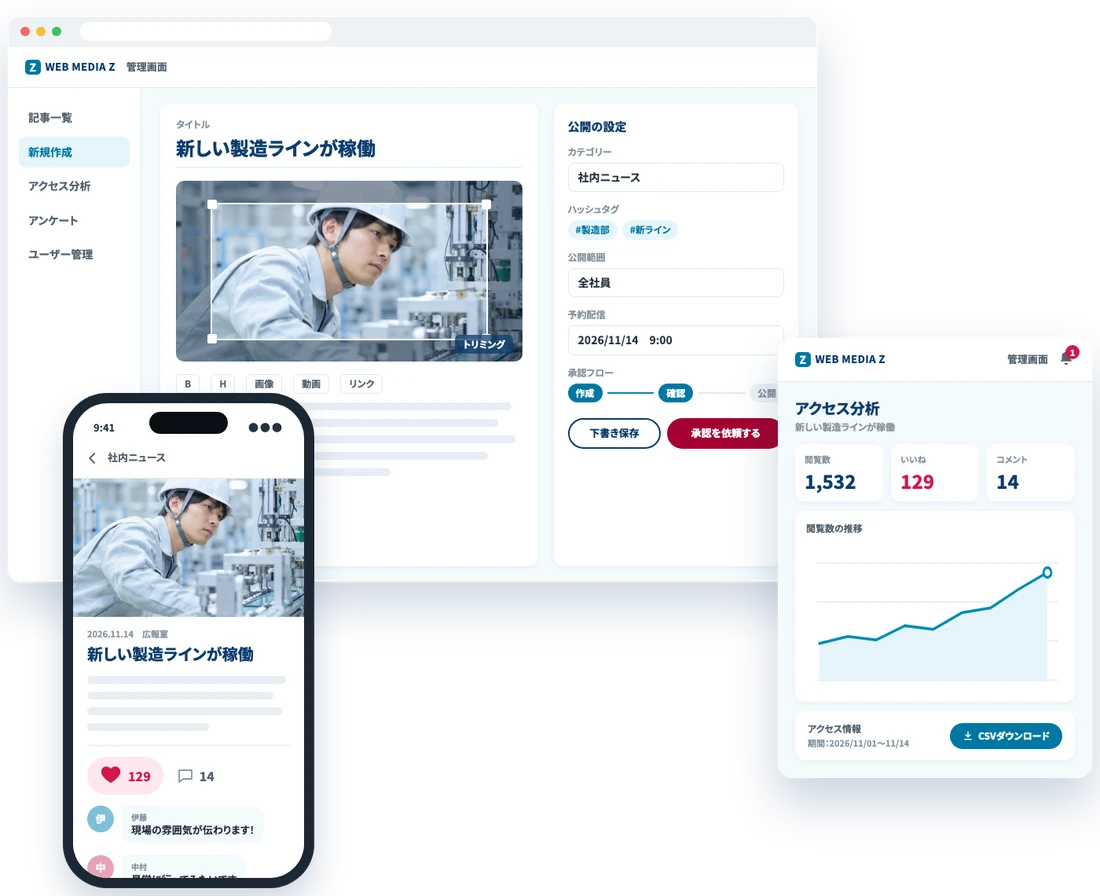 Z WEB MEDIA Z 管理画面
記事一覧
新規作成
アクセス分析
アンケート
ユーザー管理
タイトル
新しい製造ラインが稼働
トリミング
B H 画像 動画 リンク
公開の設定
カテゴリー
社内ニュース
ハッシュタグ
#製造部 #新ライン
公開範囲
全社員
予約配信
2026/11/14 9:00
承認フロー
作成 確認 公開
下書き保存 承認を依頼する
9:41
社内ニュース
2026.11.14 広報室
新しい製造ラインが稼働
129 14
伊 伊藤
現場の雰囲気が伝わります!
中 中村
Z WEB MEDIA Z 管理画面 1
アクセス分析
新しい製造ラインが稼働
閲覧数 いいね コメント
1,532 129 14
閲覧数の推移
アクセス情報
期間:2026/11/01〜11/14
CSVダウンロード